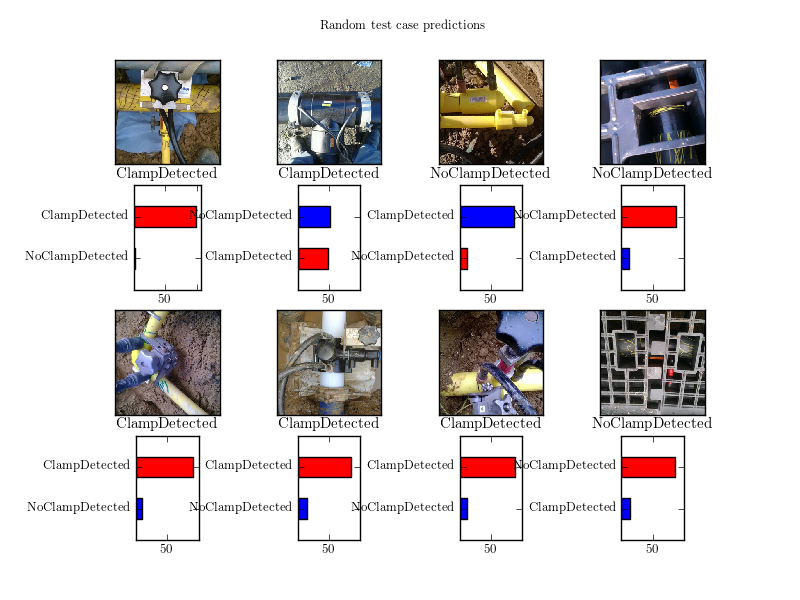 Random test case predictions
ClampDetected ClampDetected NoClampDetected NoClampDetected
ClampDetected NoClampDetected ClampDetected NoClampDetected
NoClampDetected ClampDetected NoClampDetected ClampDetected
50 50 50 50
ClampDetected ClampDetected ClampDetected NoClampDetected
ClampDetected ClampDetected ClampDetected NoClampDetected
NoClampDetected NoClampDetected NoClampDetected ClampDetected
50 50 50 50